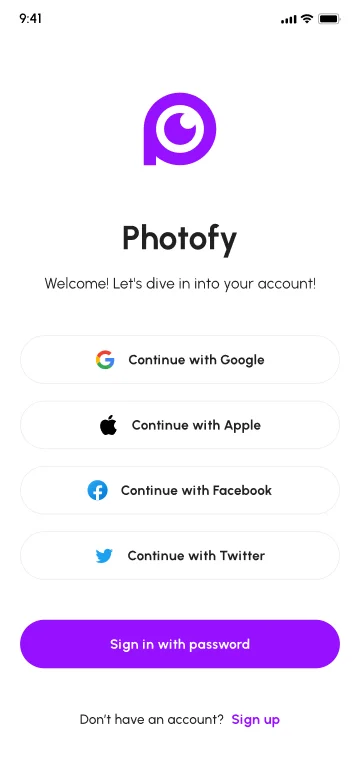 9:41
Photofy
Welcome! Let's dive in into your account!
Continue with Google
Continue with Apple
Continue with Facebook
Continue with Twitter
Sign in with password
Don't have an account? Sign up